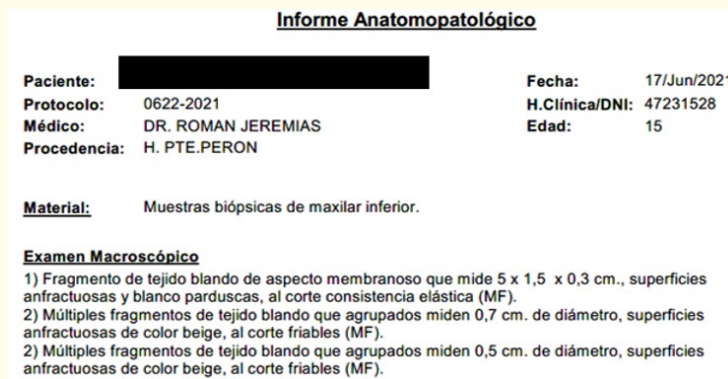 Informe Anatomopatológico
Paciente:
Fecha: 17/Jun/2021
Protocolo: 0622-2021
H.Clínica/DNI: 47231528
Médico: DR. ROMAN JEREMIAS
Edad: 15
Procedencia: H. PTE.PERON
Material: Muestras biópsicas de maxilar inferior.
Examen Macroscópico
1) Fragmento de tejido blando de aspecto membranoso que mide 5 x 1,5 x 0,3 cm., superficies
anfractuosas y blanco parduscas, al corte consistencia elástica (MF).
2) Múltiples fragmentos de tejido blando que agrupados miden 0,7 cm. de diámetro, superficies
anfractuosas de color beige, al corte friables (MF).
2) Múltiples fragmentos de tejido blando que agrupados miden 0,5 cm. de diámetro, superficies
anfractuosas de color beige, al corte friables (MF).